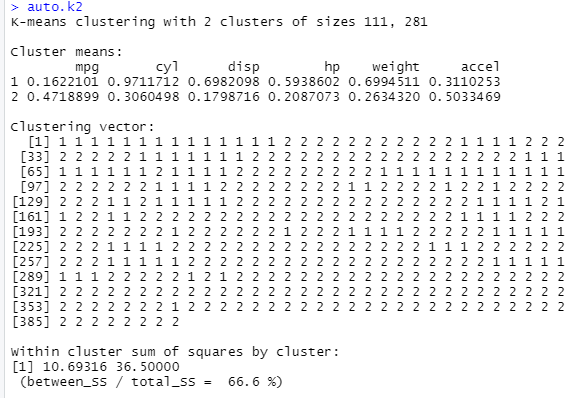 > auto.k2
K-means clustering with 2 clusters of sizes 111, 281
Cluster means:
mpg cyl disp hp weight accel
1 0.1622101 0.9711712 0.6982098 0.5938602 0.6994511 0.3110253
2 0.4718899 0.3060498 0.1798716 0.2087073 0.2634320 0.5033469
Clustering vector:
[1] 1 1 1 1 1 1 1 1 1 1 1 1 1 1 2 2 2 2 2 2 2 2 2 2 2 1 1 1 1 2 2 2
[33] 2 2 2 2 2 1 1 1 1 1 1 1 2 2 2 2 2 2 2 2 2 2 2 2 2 2 2 2 2 1 1 1
[65] 1 1 1 1 1 1 2 1 1 1 1 2 2 2 2 2 2 2 2 2 1 1 1 1 1 1 1 1 1 1 1 1
[97] 2 2 2 2 2 2 1 1 1 1 2 2 2 2 2 2 2 2 1 1 2 2 2 2 1 2 2 1 2 2 2 2
[129] 2 2 2 1 1 2 1 1 1 1 1 2 2 2 2 2 2 2 2 2 2 2 2 2 2 2 1 1 1 1 2 1
[161] 1 2 2 1 2 2 2 2 2 2 2 2 2 2 2 2 2 2 2 2 2 2 2 2 2 1 1 1 1 2 2 2
[193] 2 2 2 2 2 2 2 1 2 2 2 2 2 2 1 2 2 2 1 1 1 1 2 2 2 2 2 1 1 1 1 1
[225] 2 2 2 1 1 1 1 2 2 2 2 2 2 2 2 2 2 2 2 2 2 2 2 1 1 1 2 2 2 2 2 2
[257] 2 2 2 1 1 1 1 1 2 2 2 2 2 2 2 2 2 2 2 2 2 2 2 2 2 2 2 1 1 1 1 1
[289] 1 1 1 2 2 2 2 2 1 2 1 2 2 2 2 2 2 2 2 2 2 2 2 2 2 2 2 2 2 2 2 2
[321] 2 2 2 2 2 2 2 2 2 2 2 2 2 2 2 2 2 2 2 2 2 2 2 2 2 2 2 2 2 2 2 2
[353] 2 2 2 2 2 2 2 1 2 2 2 2 2 2 2 2 2 2 2 2 2 2 2 2 2 2 2 2 2 2 2 2
[385] 2 2 2 2 2 2 2 2
Within cluster sum of squares by cluster:
[1] 10.69316 36.50000
(between_SS / total_SS = 66.6 %)